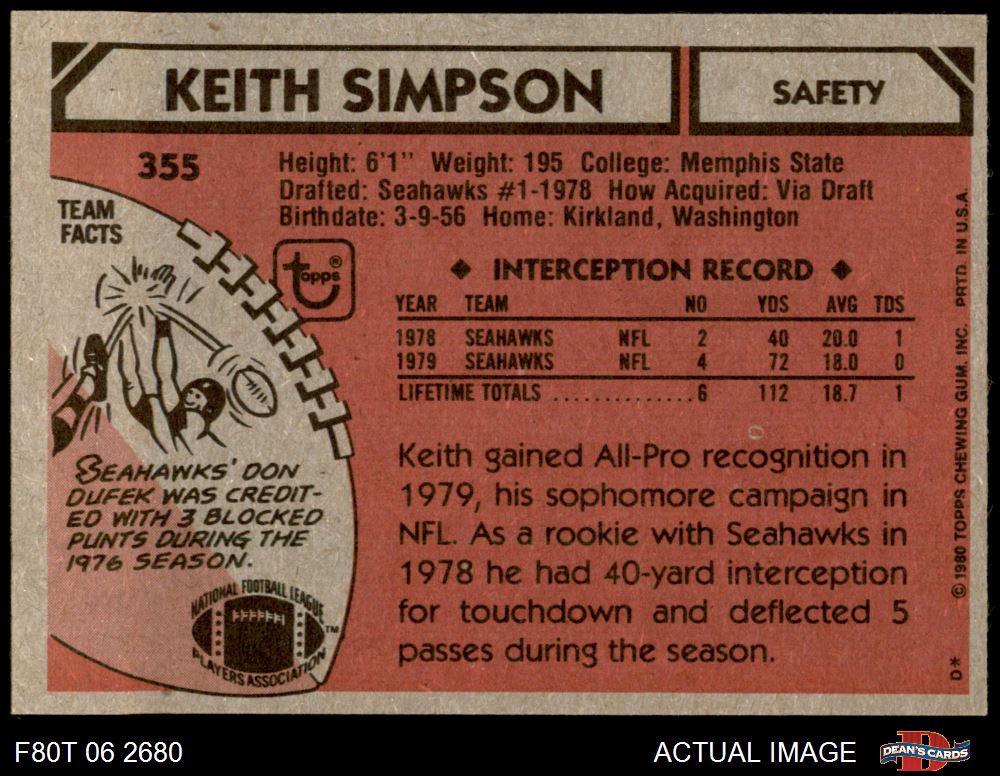 KEITH SIMPSON
SAFETY
355
Height: 6'1" Weight: 195 College: Memphis State
Drafted: Seahawks #1-1978 How Acquired: Via Draft
Birthdate: 3-9-56 Home: Kirkland, Washington
TEAM
FACTS
topps®
◆ INTERCEPTION RECORD ◆
YEAR TEAM NO YDS AVG TDS
1978 SEAHAWKS NFL 2 40 20.0 1
1979 SEAHAWKS NFL 4 72 18.0 0
LIFETIME TOTALS ................ 6 112 18.7 1
SEAHAWKS' DON
DUFEK WAS CREDIT-
ED WITH 3 BLOCKED
PUNTS DURING THE
1976 SEASON.
NATIONAL FOOTBALL LEAGUE
PLAYERS ASSOCIATION
™
Keith gained All-Pro recognition in
1979, his sophomore campaign in
NFL. As a rookie with Seahawks in
1978 he had 40-yard interception
for touchdown and deflected 5
passes during the season.
D* © 1980 TOPPS CHEWING GUM, INC. PRTD. IN U.S.A.
F80T 06 2680
ACTUAL IMAGE
D
DEAN'S CARDS